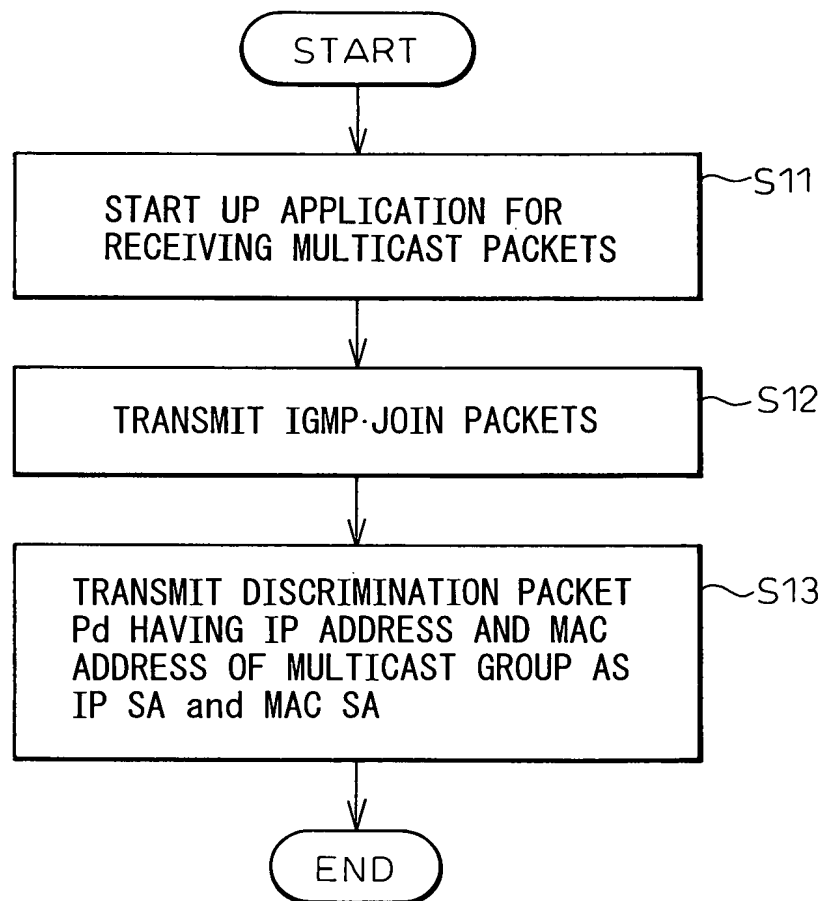 START
START UP APPLICATION FOR
RECEIVING MULTICAST PACKETS
S11
TRANSMIT IGMP·JOIN PACKETS
S12
TRANSMIT DISCRIMINATION PACKET
Pd HAVING IP ADDRESS AND MAC
ADDRESS OF MULTICAST GROUP AS
IP SA and MAC SA
S13
END